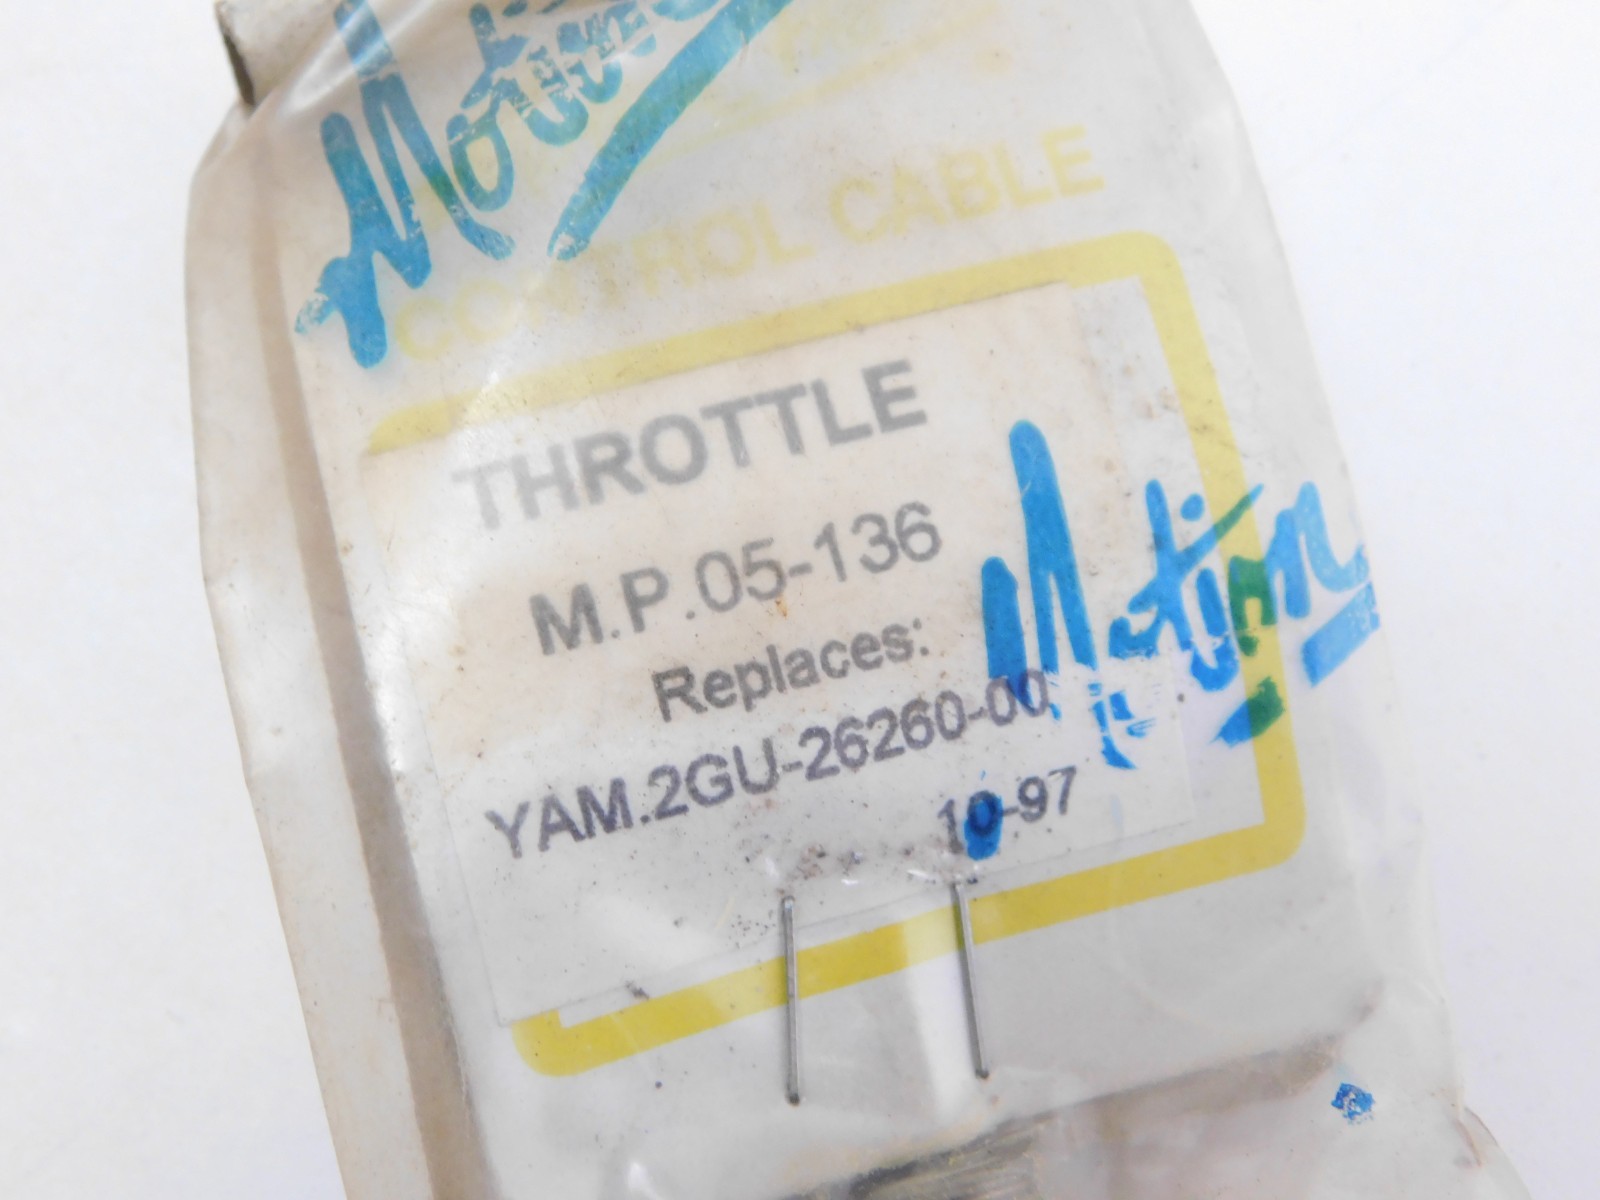 Motion
CONTROL CABLE
THROTTLE
M.P.05-136
Replaces:
YAM.2GU-26260-00
10-97
Motion